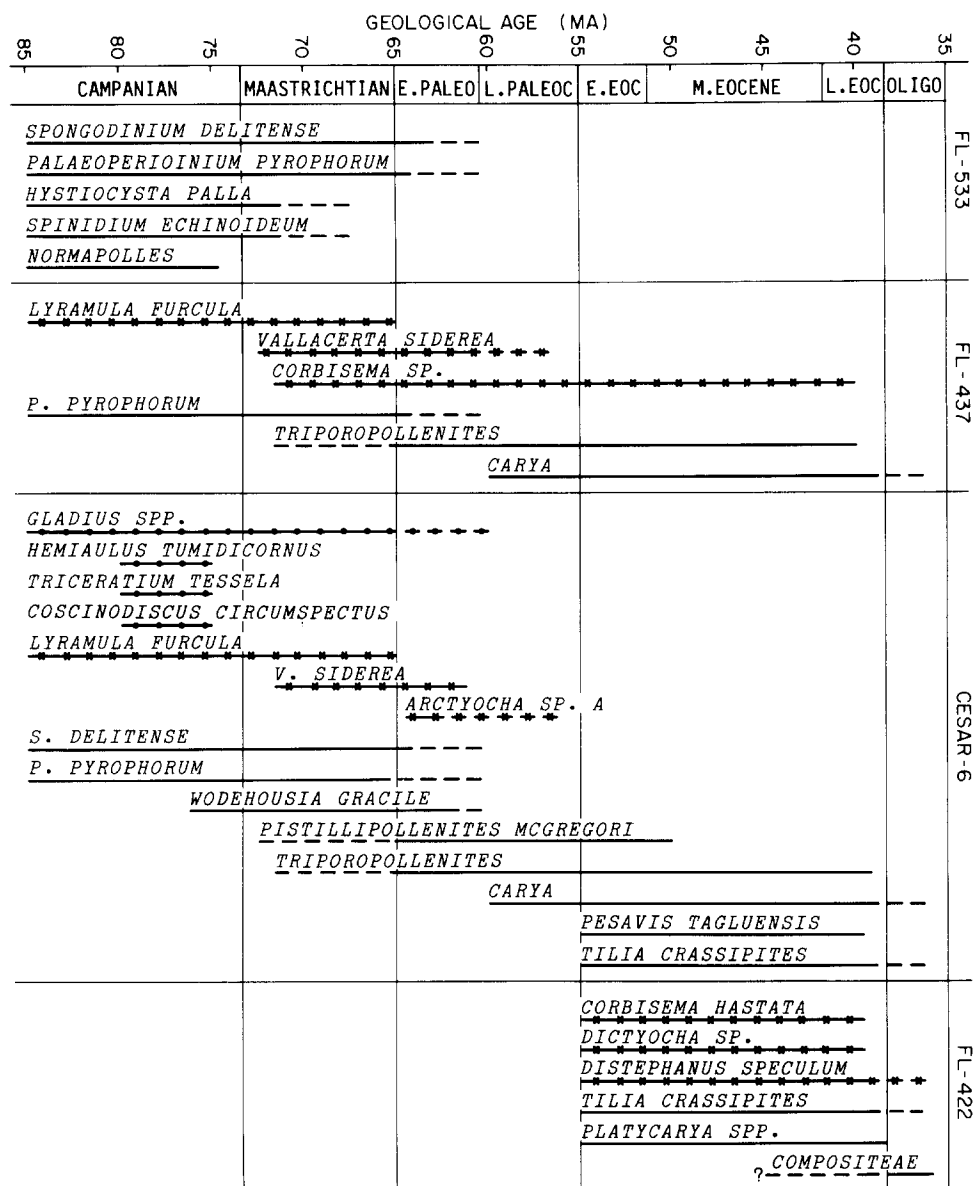 GEOLOGICAL AGE (MA)
85 80 75 70 65 60 55 50 45 40 35
CAMPANIAN MAASTRICHTIAN E.PALEO L.PALEOC E.EOC M.EOCENE L.EOC OLIGO
FL-533
SPONGODINIUM DELITENSE
PALAEOPERIOINIUM PYROPHORUM
HYSTIOCYSTA PALLA
SPINIDIUM ECHINOIDEUM
NORMAPOLLES
FL-437
LYRAMULA FURCULA
VALLACERTA SIDEREA
CORBISEMA SP.
P. PYROPHORUM
TRIPOROPOLLENITES
CARYA
CESAR-6
GLADIUS SPP.
HEMIAULUS TUMIDICORNUS
TRICERATIUM TESSELA
COSCINODISCUS CIRCUMSPECTUS
LYRAMULA FURCULA
V. SIDEREA
ARCTYOCHA SP. A
S. DELITENSE
P. PYROPHORUM
WODEHOUSIA GRACILE
PISTILLIPOLLENITES MCGREGORI
TRIPOROPOLLENITES
CARYA
PESAVIS TAGLUENSIS
TILIA CRASSIPITES
FL-422
CORBISEMA HASTATA
DICTYOCHA SP.
DISTEPHANUS SPECULUM
TILIA CRASSIPITES
PLATYCARYA SPP.
? COMPOSITEAE